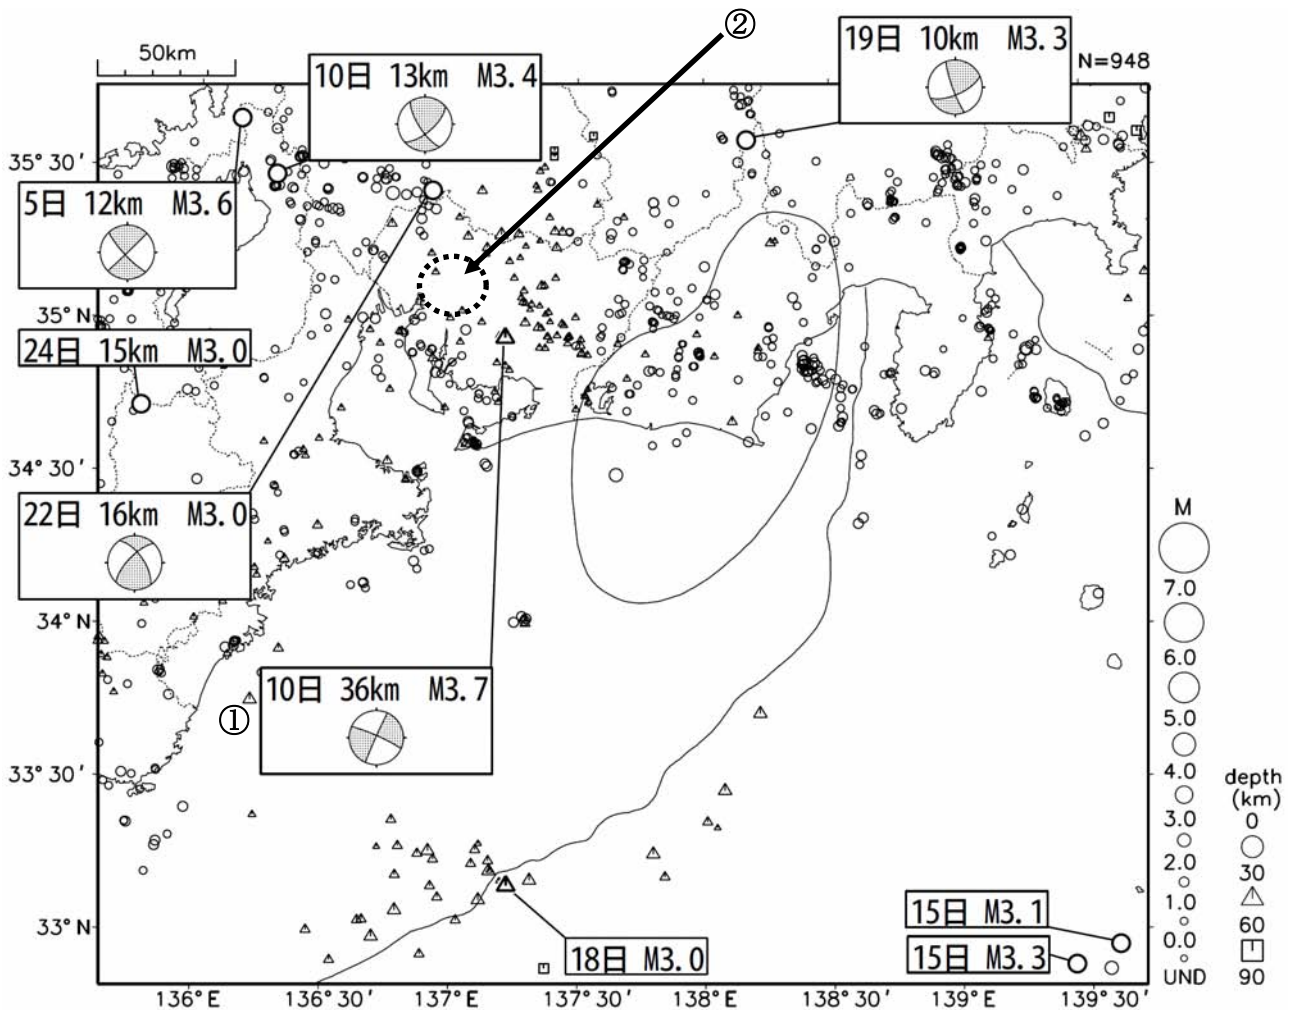 ②
50km
N=948
19日 10km M3.3
10日 13km M3.4
35°30′
5日 12km M3.6
35°N
24日 15km M3.0
34°30′
22日 16km M3.0
34°N
10日 36km M3.7
①
33°30′
33°N
18日 M3.0
15日 M3.1
15日 M3.3
136°E
136°30′
137°E
137°30′
138°E
138°30′
139°E
139°30′
M
7.0
6.0
5.0
4.0
3.0
2.0
1.0
0.0
UND
depth
(km)
0
30
60
90